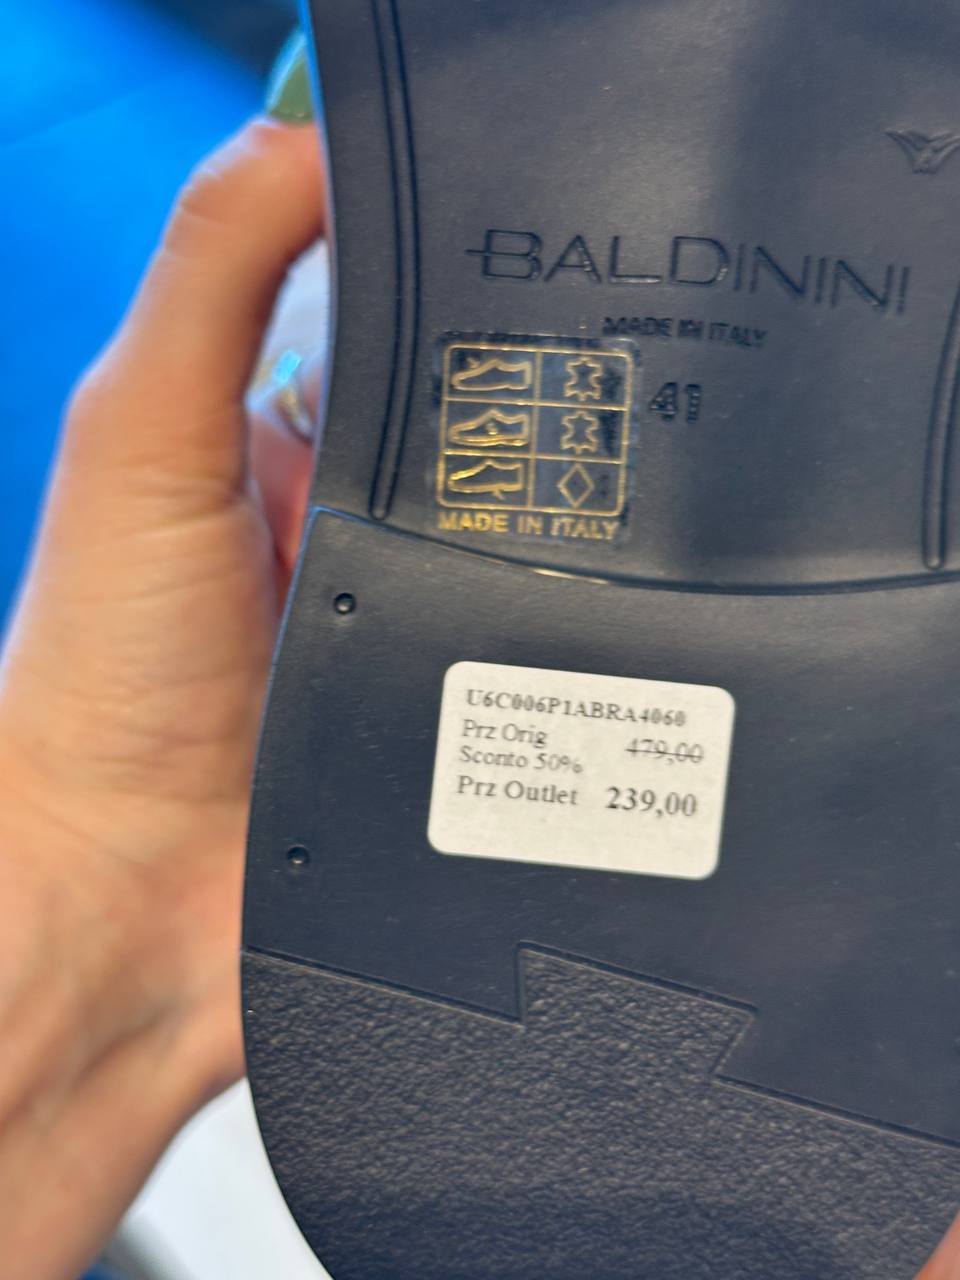 BALDININI
MADE IN ITALY
41
MADE IN ITALY
U6C006P1ABRA4060
Prz Orig 479,00
Sconto 50%
Prz Outlet 239,00